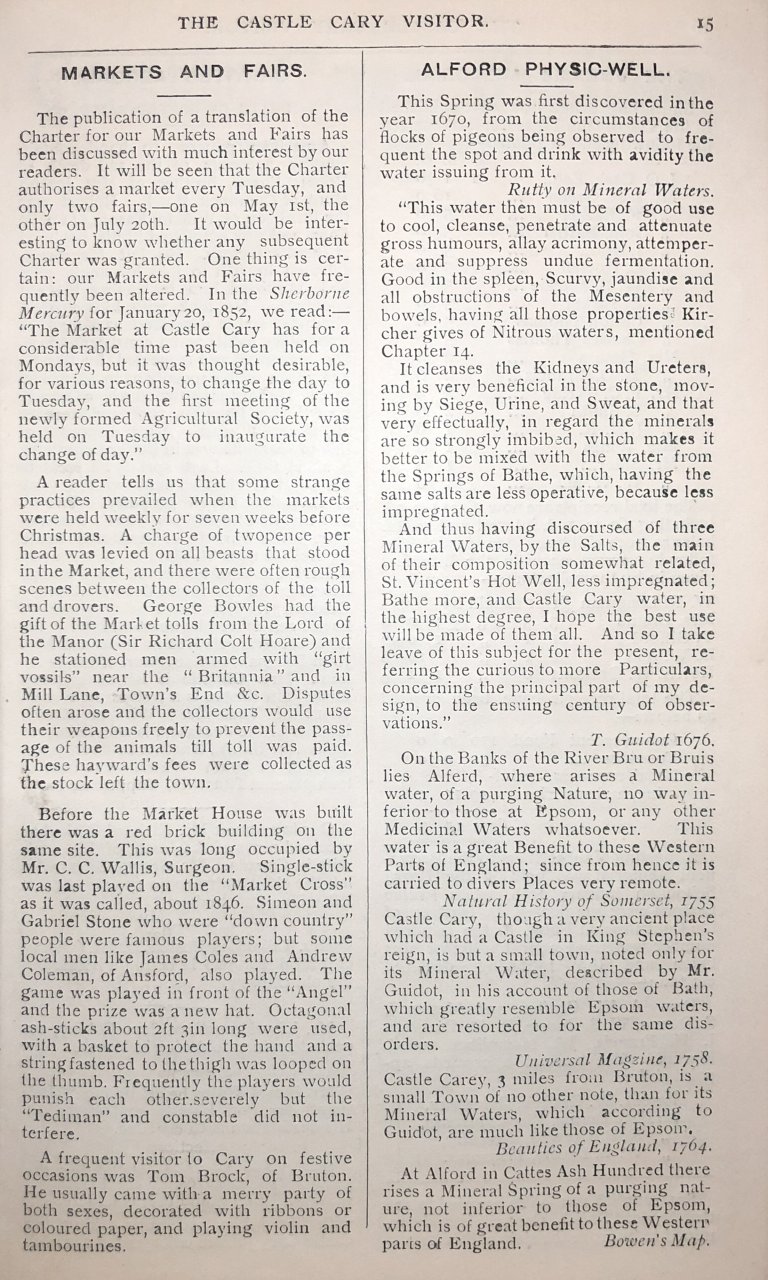 THE CASTLE CARY VISITOR. 15
MARKETS AND FAIRS.
The publication of a translation of the
Charter for our Markets and Fairs has
been discussed with much interest by our
readers. It will be seen that the Charter
authorises a market every Tuesday, and
only two fairs,—one on May 1st, the
other on July 20th. It would be inter-
esting to know whether any subsequent
Charter was granted. One thing is cer-
tain: our Markets and Fairs have fre-
quently been altered. In the Sherborne
Mercury for January 20, 1852, we read:—
“The Market at Castle Cary has for a
considerable time past been held on
Mondays, but it was thought desirable,
for various reasons, to change the day to
Tuesday, and the first meeting of the
newly formed Agricultural Society, was
held on Tuesday to inaugurate the
change of day.”
A reader tells us that some strange
practices prevailed when the markets
were held weekly for seven weeks before
Christmas. A charge of twopence per
head was levied on all beasts that stood
in the Market, and there were often rough
scenes between the collectors of the toll
and drovers. George Bowles had the
gift of the Market tolls from the Lord of
the Manor (Sir Richard Colt Hoare) and
he stationed men armed with “girt
vossils” near the “Britannia” and in
Mill Lane, Town's End &c. Disputes
often arose and the collectors would use
their weapons freely to prevent the pass-
age of the animals till toll was paid.
These hayward's fees were collected as
the stock left the town.
Before the Market House was built
there was a red brick building on the
same site. This was long occupied by
Mr. C. C. Wallis, Surgeon. Single-stick
was last played on the “Market Cross”
as it was called, about 1846. Simeon and
Gabriel Stone who were “down country”
people were famous players; but some
local men like James Coles and Andrew
Coleman, of Ansford, also played. The
game was played in front of the “Angel”
and the prize was a new hat. Octagonal
ash-sticks about 2ft 3in long were used,
with a basket to protect the hand and a
string fastened to the thigh was looped on
the thumb. Frequently the players would
punish each other.severely but the
“Tediman” and constable did not in-
terfere.
A frequent visitor to Cary on festive
occasions was Tom Brock, of Bruton.
He usually came with a merry party of
both sexes, decorated with ribbons or
coloured paper, and playing violin and
tambourines.
ALFORD PHYSIC-WELL.
This Spring was first discovered in the
year 1670, from the circumstances of
flocks of pigeons being observed to fre-
quent the spot and drink with avidity the
water issuing from it.
Rutty on Mineral Waters.
“This water then must be of good use
to cool, cleanse, penetrate and attenuate
gross humours, allay acrimony, attemper-
ate and suppress undue fermentation.
Good in the spleen, Scurvy, jaundise and
all obstructions of the Mesentery and
bowels, having all those properties Kir-
cher gives of Nitrous waters, mentioned
Chapter 14.
It cleanses the Kidneys and Ureters,
and is very beneficial in the stone, mov-
ing by Siege, Urine, and Sweat, and that
very effectually, in regard the minerals
are so strongly imbibed, which makes it
better to be mixed with the water from
the Springs of Bathe, which, having the
same salts are less operative, because less
impregnated.
And thus having discoursed of three
Mineral Waters, by the Salts, the main
of their composition somewhat related,
St. Vincent's Hot Well, less impregnated;
Bathe more, and Castle Cary water, in
the highest degree, I hope the best use
will be made of them all. And so I take
leave of this subject for the present, re-
ferring the curious to more Particulars,
concerning the principal part of my de-
sign, to the ensuing century of obser-
vations.”
T. Guidot 1676.
On the Banks of the River Bru or Bruis
lies Alferd, where arises a Mineral
water, of a purging Nature, no way in-
ferior to those at Epsom, or any other
Medicinal Waters whatsoever. This
water is a great Benefit to these Western
Parts of England; since from hence it is
carried to divers Places very remote.
Natural History of Somerset, 1755
Castle Cary, though a very ancient place
which had a Castle in King Stephen's
reign, is but a small town, noted only for
its Mineral Water, described by Mr.
Guidot, in his account of those of Bath,
which greatly resemble Epsom waters,
and are resorted to for the same dis-
orders.
Universal Magzine, 1758.
Castle Carey, 3 miles from Bruton, is a
small Town of no other note, than for its
Mineral Waters, which according to
Guidot, are much like those of Epsom.
Beauties of England, 1764.
At Alford in Cattes Ash Hundred there
rises a Mineral Spring of a purging nat-
ure, not inferior to those of Epsom,
which is of great benefit to these Western
parts of England. Bowen's Map.